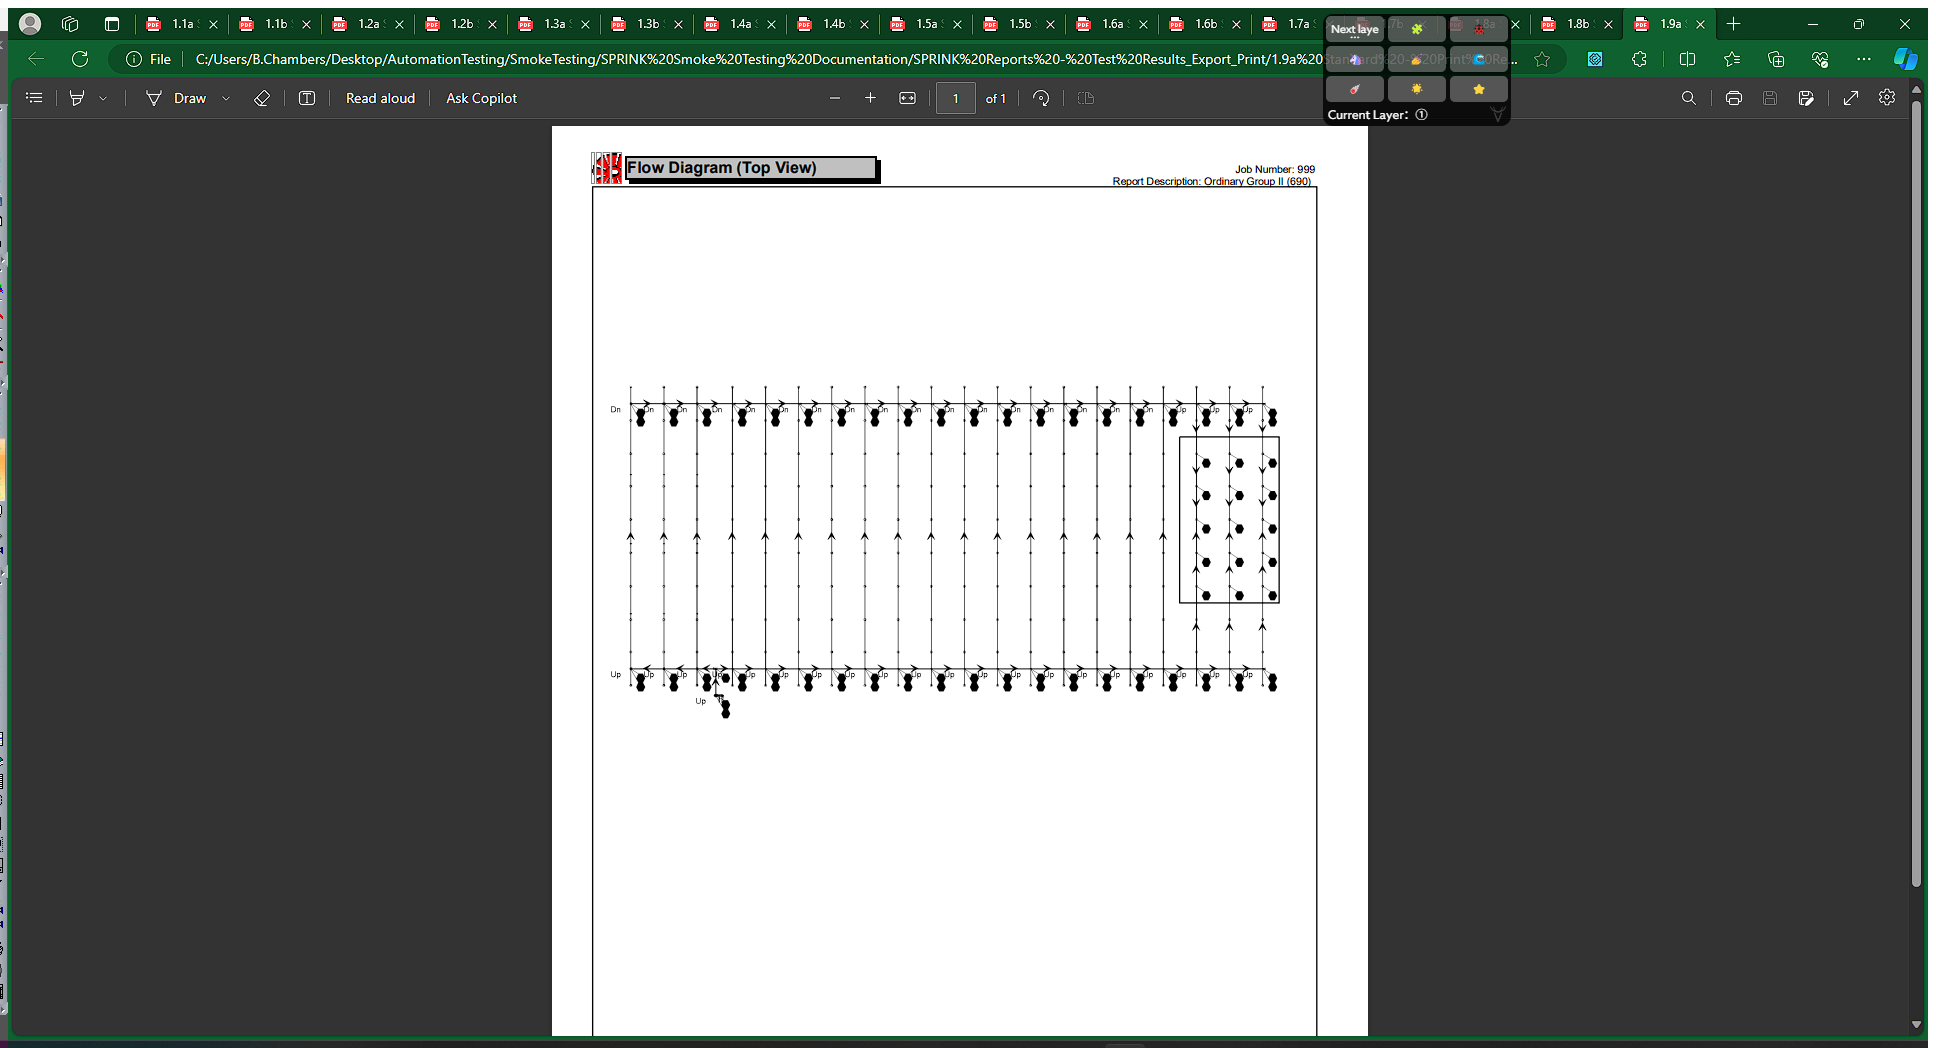 1.1a
1.1b
1.2a
1.2b
1.3a
1.3b
1.4a
1.4b
1.5a
1.5b
1.6a
1.6b
1.7a
1.8b
1.9a
Next laye
File
C:/Users/B.Chambers/Desktop/AutomationTesting/SmokeTesting/SPRINK%20Smoke%20Testing%20Documentation/SPRINK%20Reports%20-%20Test%20Results_Export_Print/1.9a%20Standard%20-%20Print%20Re...
Draw
Read aloud
Ask Copilot
1
of 1
Current Layer: ①
Flow Diagram (Top View)
Job Number: 999
Report Description: Ordinary Group II (690)
Dn Dn Dn Dn Dn Dn Dn Dn Dn Dn Dn Dn Dn Dn Dn Dn Up Up Up
Up Up Up Up Up Up Up Up Up Up Up Up Up Up Up Up Up Up Up
Up